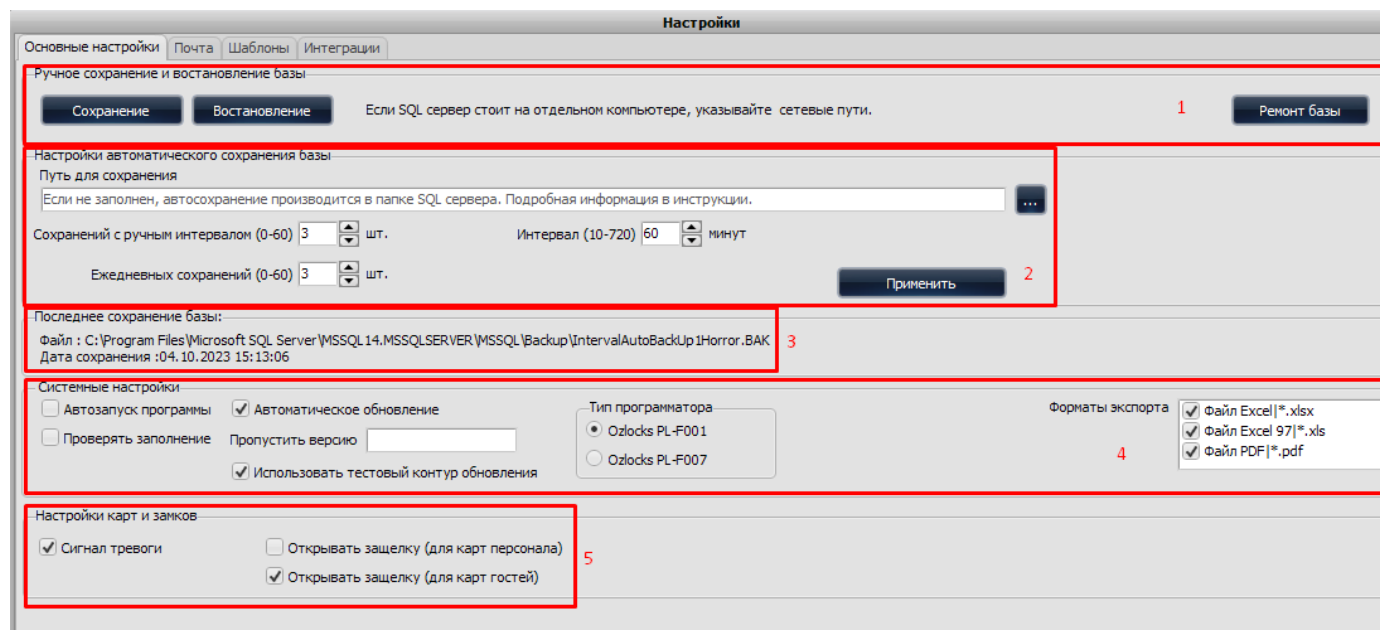 Настройки
Основные настройки Почта Шаблоны Интеграции
Ручное сохранение и востановление базы
Сохранение Востановление Если SQL сервер стоит на отдельном компьютере, указывайте сетевые пути. 1 Ремонт базы
Настройки автоматического сохранения базы
Путь для сохранения
Если не заполнен, автосохранение производится в папке SQL сервера. Подробная информация в инструкции. ...
Сохранений с ручным интервалом (0-60) 3 шт. Интервал (10-720) 60 минут
Ежедневных сохранений (0-60) 3 шт. Применить 2
Последнее сохранение базы:
Файл : C:\Program Files\Microsoft SQL Server\MSSQL14.MSSQLSERVER\MSSQL\Backup\IntervalAutoBackUp1Horror.BAK 3
Дата сохранения :04.10.2023 15:13:06
Системные настройки
Автозапуск программы Автоматическое обновление Тип программатора Форматы экспорта Файл Excel|*.xlsx
Проверять заполнение Пропустить версию Ozlocks PL-F001 Файл Excel 97|*.xls
Использовать тестовый контур обновления Ozlocks PL-F007 4 Файл PDF|*.pdf
Настройки карт и замков
Сигнал тревоги Открывать защелку (для карт персонала) 5
Открывать защелку (для карт гостей)